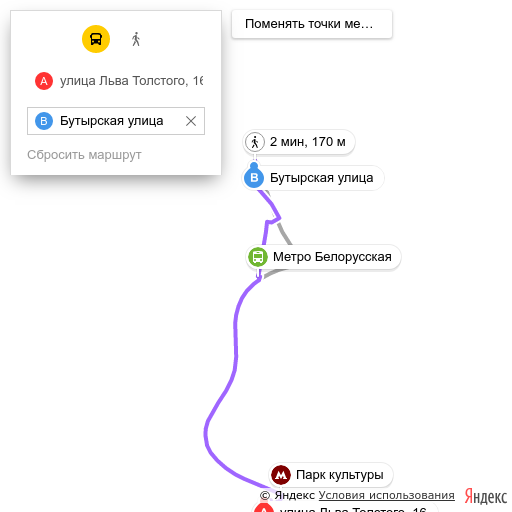 Поменять точки ме…
A
улица Льва Толстого, 16
B
Бутырская улица
Сбросить маршрут
2 мин, 170 м
B
Бутырская улица
Метро Белорусская
Парк культуры
© Яндекс Условия использования
Яндекс
A
улица Льва Толстого, 16